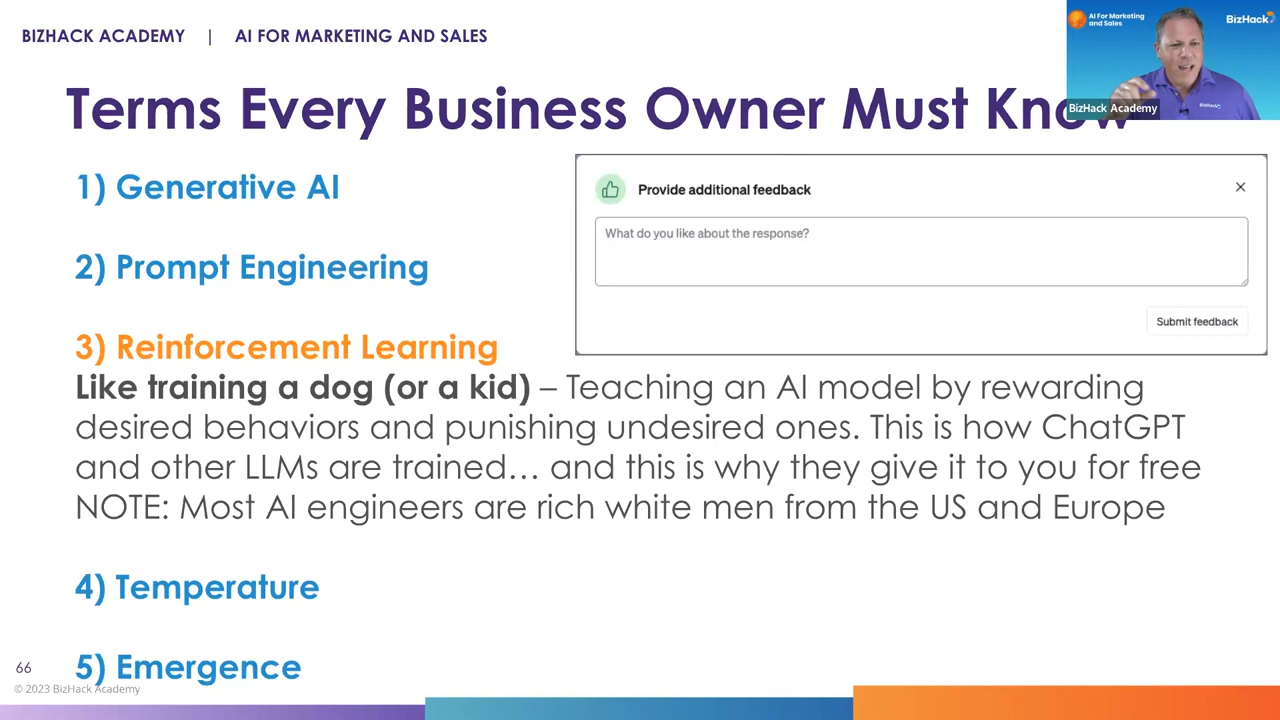 BIZHACK ACADEMY | AI FOR MARKETING AND SALES
AI For Marketing
and Sales
BizHack
BizHack
BizHack Academy
Terms Every Business Owner Must Know
1) Generative AI
Provide additional feedback
What do you like about the response?
Submit feedback
2) Prompt Engineering
3) Reinforcement Learning
Like training a dog (or a kid) – Teaching an AI model by rewarding
desired behaviors and punishing undesired ones. This is how ChatGPT
and other LLMs are trained… and this is why they give it to you for free
NOTE: Most AI engineers are rich white men from the US and Europe
4) Temperature
5) Emergence
66
© 2023 BizHack Academy